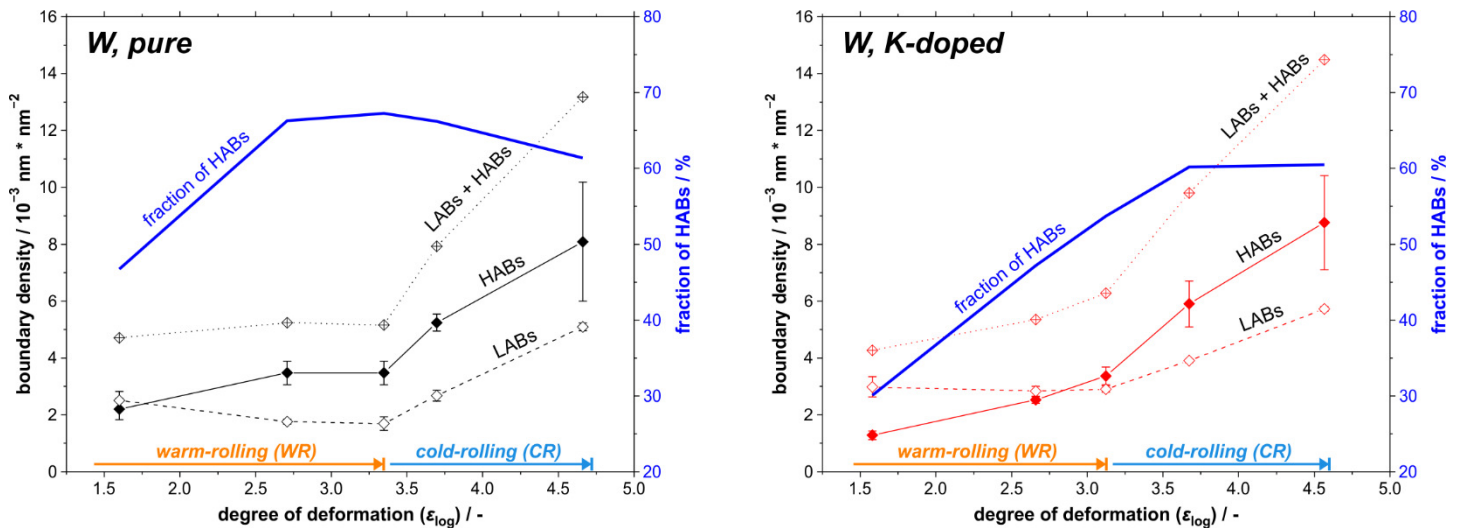 W, pure
boundary density / 10⁻³ nm * nm⁻²
16
14
12
10
8
6
4
2
0
fraction of HABs
LABs + HABs
HABs
LABs
warm-rolling (WR)
cold-rolling (CR)
80
70
60
50
40
30
20
fraction of HABs / %
1.5 2.0 2.5 3.0 3.5 4.0 4.5 5.0
degree of deformation (εlog) / -
W, K-doped
boundary density / 10⁻³ nm * nm⁻²
16
14
12
10
8
6
4
2
0
LABs + HABs
fraction of HABs
HABs
LABs
warm-rolling (WR)
cold-rolling (CR)
80
70
60
50
40
30
20
fraction of HABs / %
1.5 2.0 2.5 3.0 3.5 4.0 4.5 5.0
degree of deformation (εlog) / -